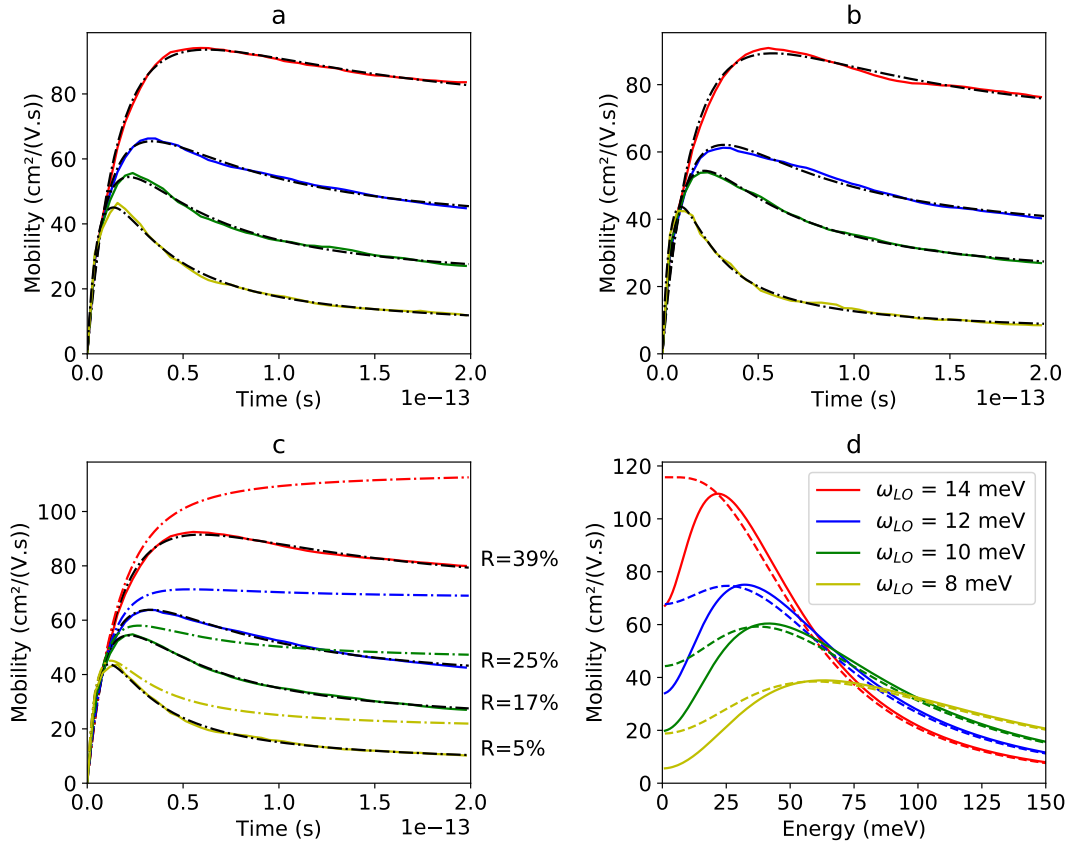 a
Mobility (cm²/(V.s))
80
60
40
20
0
0.0 0.5 1.0 1.5 2.0
Time (s)
1e−13
b
Mobility (cm²/(V.s))
80
60
40
20
0
0.0 0.5 1.0 1.5 2.0
Time (s)
1e−13
c
Mobility (cm²/(V.s))
100
80
60
40
20
0
R=39%
R=25%
R=17%
R=5%
0.0 0.5 1.0 1.5 2.0
Time (s)
1e−13
d
Mobility (cm²/(V.s))
120
100
80
60
40
20
0
ω_LO = 14 meV
ω_LO = 12 meV
ω_LO = 10 meV
ω_LO = 8 meV
0 25 50 75 100 125 150
Energy (meV)